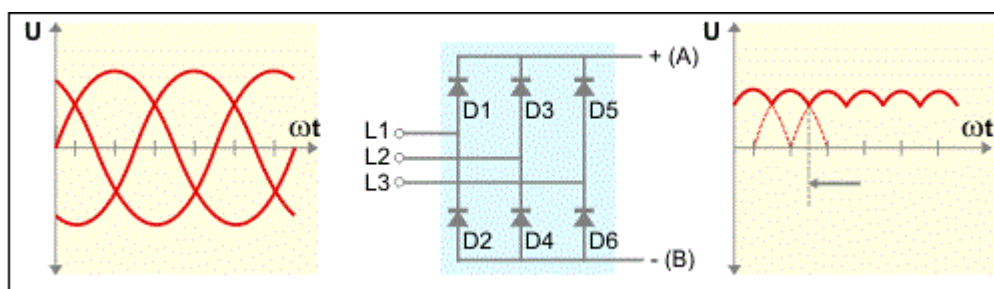 U
ωt
+ (A)
D1 D3 D5
L1
L2
L3
D2 D4 D6
- (B)
U
ωt